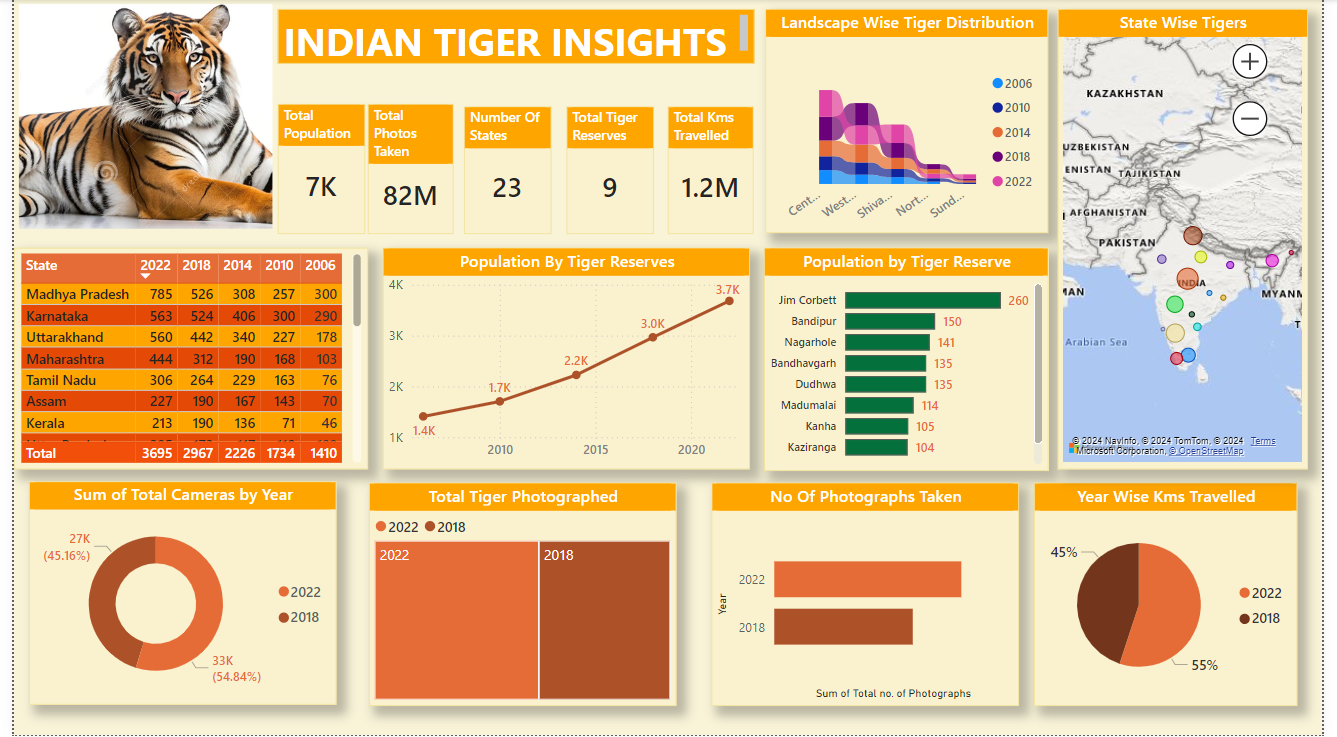 INDIAN TIGER INSIGHTS
Total
Population
7K
Total
Photos
Taken
82M
Number Of
States
23
Total Tiger
Reserves
9
Total Kms
Travelled
1.2M
Landscape Wise Tiger Distribution
2006
2010
2014
2018
2022
Cent...
West...
Shiva...
Nort...
Sund...
State Wise Tigers
KAZAKHSTAN
UZBEKISTAN
ENISTAN
TAJIKISTAN
AFGHANISTAN
PAKISTAN
INDIA
MAN
MYANM
T
Arabian Sea
© 2024 NavInfo, © 2024 TomTom, © 2024 Terms
Microsoft Corporation, © OpenStreetMap
State 2022 2018 2014 2010 2006
Madhya Pradesh 785 526 308 257 300
Karnataka 563 524 406 300 290
Uttarakhand 560 442 340 227 178
Maharashtra 444 312 190 168 103
Tamil Nadu 306 264 229 163 76
Assam 227 190 167 143 70
Kerala 213 190 136 71 46
Total 3695 2967 2226 1734 1410
Population By Tiger Reserves
4K
3K
2K
1K
1.4K
1.7K
2.2K
3.0K
3.7K
2010 2015 2020
Population by Tiger Reserve
Jim Corbett 260
Bandipur 150
Nagarhole 141
Bandhavgarh 135
Dudhwa 135
Madumalai 114
Kanha 105
Kaziranga 104
Sum of Total Cameras by Year
27K
(45.16%)
33K
(54.84%)
2022
2018
Total Tiger Photographed
2022 2018
2022
2018
No Of Photographs Taken
Year
2022
2018
Sum of Total no. of Photographs
Year Wise Kms Travelled
45%
55%
2022
2018